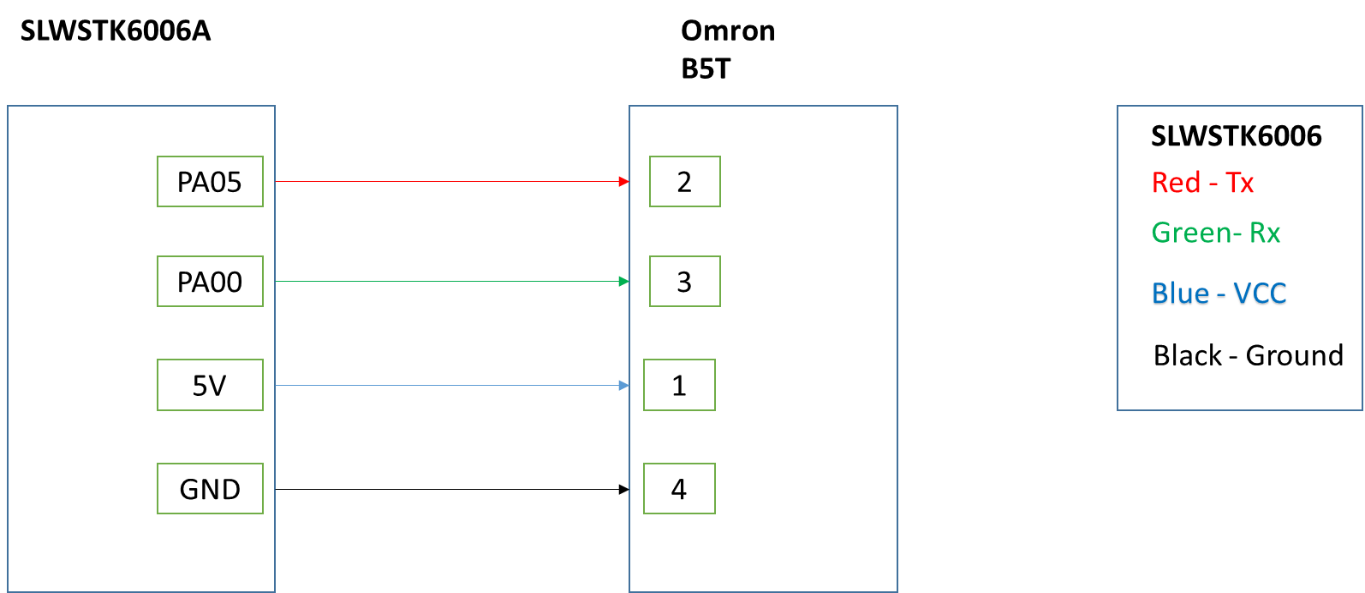 SLWSTK6006A
Omron
B5T
PA05
PA00
5V
GND
2
3
1
4
SLWSTK6006
Red - Tx
Green- Rx
Blue - VCC
Black - Ground